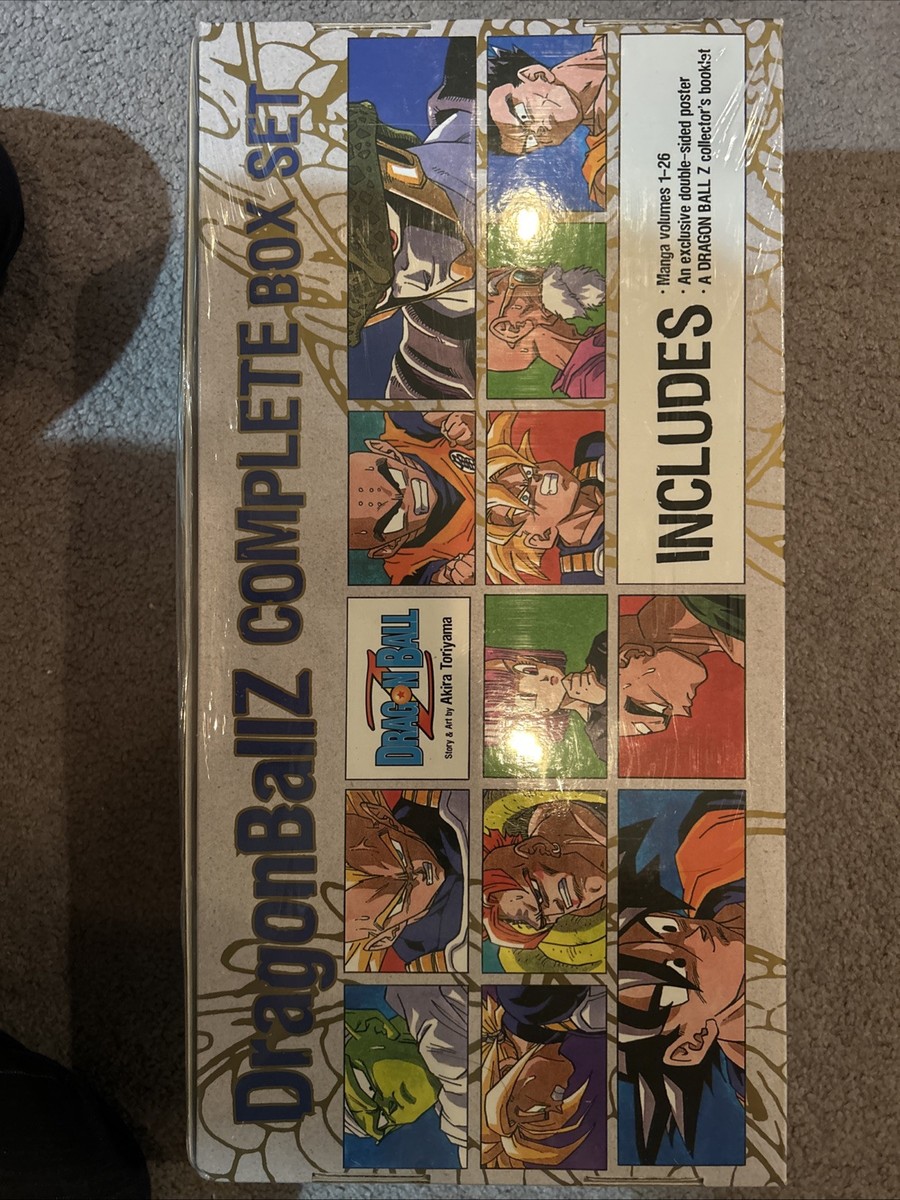 DragonBallZ COMPLETE BOX SET
DRAGON BALL Z
Story & Art by Akira Toriyama
INCLUDES
· Manga volumes 1-26
· An exclusive double-sided poster
· A DRAGON BALL Z collector's booklet